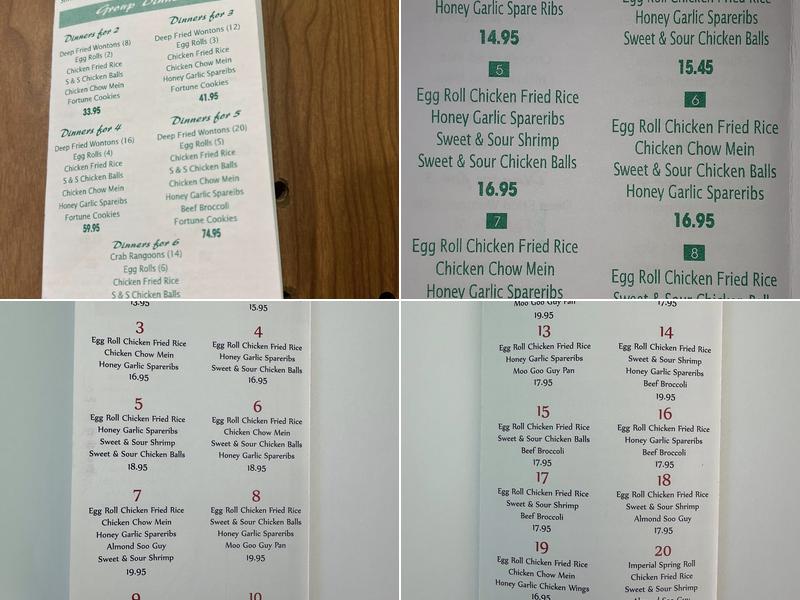 Group
Dinners for 2
Deep Fried Wontons (8)
Egg Rolls (2)
Chicken Fried Rice
S & S Chicken Balls
Chicken Chow Mein
Fortune Cookies
33.95
Dinners for 3
Deep Fried Wontons (12)
Egg Rolls (3)
Chicken Fried Rice
Chicken Chow Mein
Honey Garlic Spareibs
Fortune Cookies
41.95
Dinners for 4
Deep Fried Wontons (16)
Egg Rolls (4)
Chicken Fried Rice
S & S Chicken Balls
Chicken Chow Mein
Honey Garlic Spareibs
Fortune Cookies
59.95
Dinners for 5
Deep Fried Wontons (20)
Egg Rolls (5)
Chicken Fried Rice
S & S Chicken Balls
Chicken Chow Mein
Honey Garlic Spareibs
Beef Broccoli
Fortune Cookies
74.95
Dinners for 6
Crab Rangoons (14)
Egg Rolls (6)
Chicken Fried Rice
S & S Chicken Balls
Honey Garlic Spare Ribs
14.95
5
Egg Roll Chicken Fried Rice
Honey Garlic Spareribs
Sweet & Sour Shrimp
Sweet & Sour Chicken Balls
16.95
7
Egg Roll Chicken Fried Rice
Chicken Chow Mein
Honey Garlic Spareribs
Egg Roll Chicken Fried Rice
Honey Garlic Spareribs
Sweet & Sour Chicken Balls
15.45
6
Egg Roll Chicken Fried Rice
Chicken Chow Mein
Sweet & Sour Chicken Balls
Honey Garlic Spareribs
16.95
8
Egg Roll Chicken Fried Rice
Sweet & Sour Chicken Balls
13.95
15.95
3
Egg Roll Chicken Fried Rice
Chicken Chow Mein
Honey Garlic Spareribs
16.95
4
Egg Roll Chicken Fried Rice
Honey Garlic Spareribs
Sweet & Sour Chicken Balls
16.95
5
Egg Roll Chicken Fried Rice
Honey Garlic Spareribs
Sweet & Sour Shrimp
Sweet & Sour Chicken Balls
18.95
6
Egg Roll Chicken Fried Rice
Chicken Chow Mein
Sweet & Sour Chicken Balls
Honey Garlic Spareribs
18.95
7
Egg Roll Chicken Fried Rice
Chicken Chow Mein
Honey Garlic Spareribs
Almond Soo Guy
Sweet & Sour Shrimp
19.95
8
Egg Roll Chicken Fried Rice
Sweet & Sour Chicken Balls
Honey Garlic Spareribs
Moo Goo Guy Pan
19.95
9
10
Moo Goo Guy Pan
19.95
17.95
13
Egg Roll Chicken Fried Rice
Honey Garlic Spareribs
Moo Goo Guy Pan
17.95
14
Egg Roll Chicken Fried Rice
Sweet & Sour Shrimp
Honey Garlic Spareribs
Beef Broccoli
19.95
15
Egg Roll Chicken Fried Rice
Sweet & Sour Chicken Balls
Beef Broccoli
17.95
16
Egg Roll Chicken Fried Rice
Honey Garlic Spareribs
Beef Broccoli
17.95
17
Egg Roll Chicken Fried Rice
Sweet & Sour Shrimp
Beef Broccoli
17.95
18
Egg Roll Chicken Fried Rice
Sweet & Sour Shrimp
Almond Soo Guy
17.95
19
Egg Roll Chicken Fried Rice
Chicken Chow Mein
Honey Garlic Chicken Wings
16.95
20
Imperial Spring Roll
Chicken Fried Rice
Sweet & Sour Shrimp
Almond Soo Guy